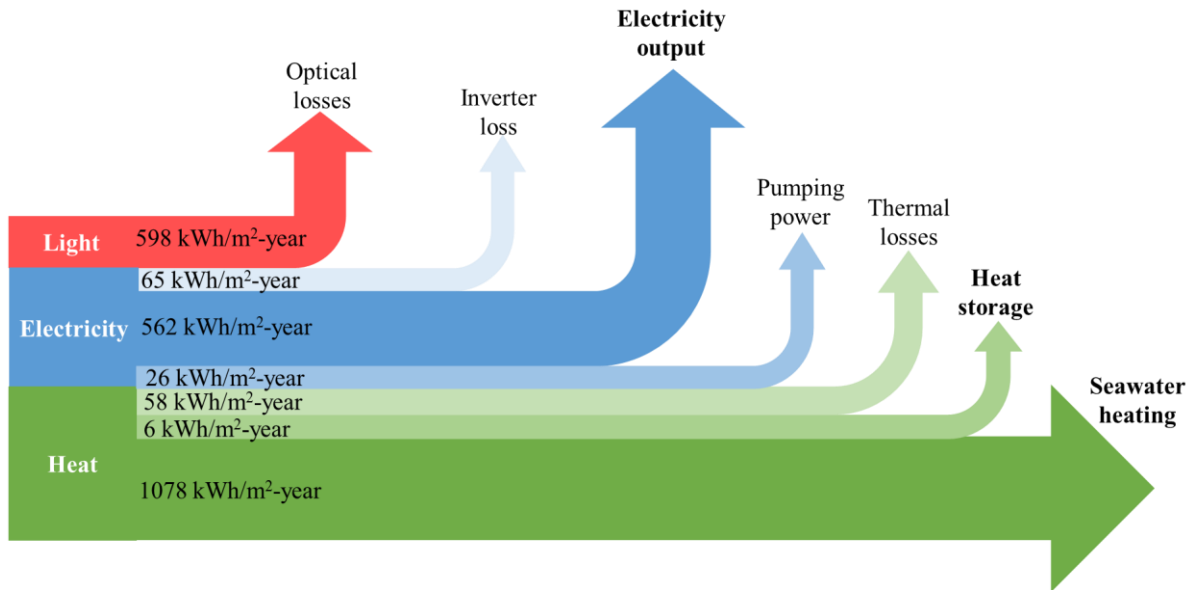 Electricity
output
Optical
losses
Inverter
loss
Pumping
power
Thermal
losses
Heat
storage
Seawater
heating
Light
598 kWh/m²-year
65 kWh/m²-year
Electricity
562 kWh/m²-year
26 kWh/m²-year
58 kWh/m²-year
6 kWh/m²-year
Heat
1078 kWh/m²-year